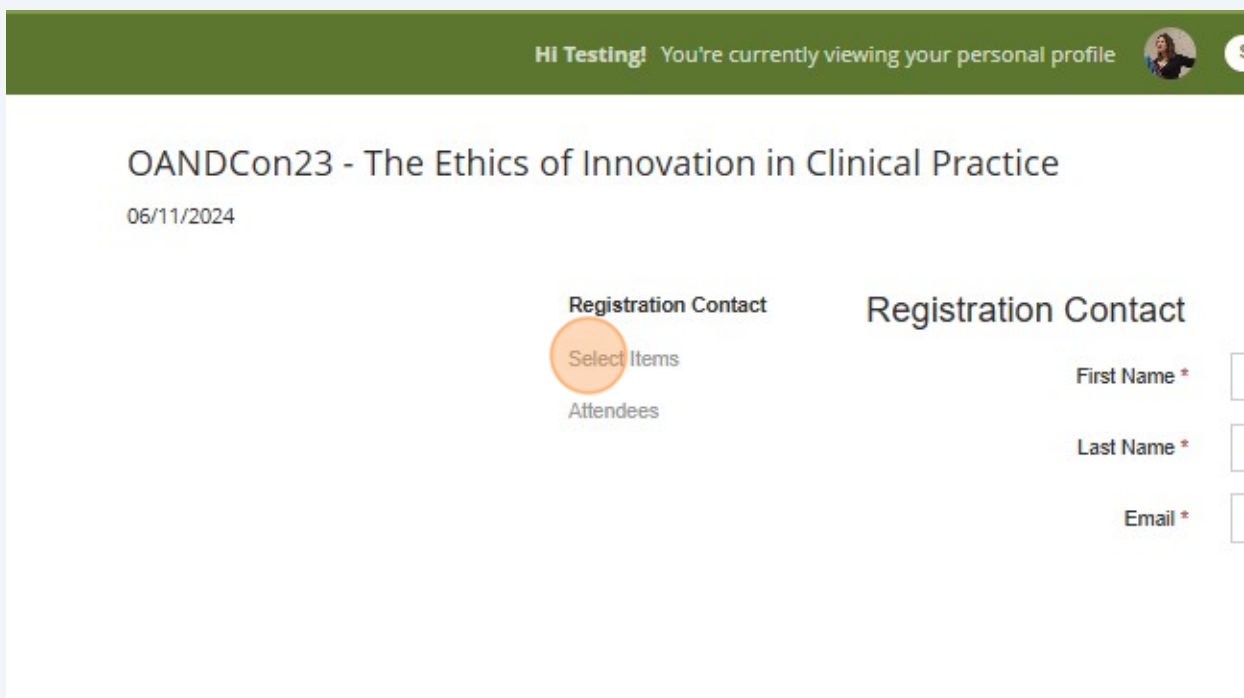 Hi Testing! You're currently viewing your personal profile
OANDCon23 - The Ethics of Innovation in Clinical Practice
06/11/2024
Registration Contact
Select Items
Attendees
Registration Contact
First Name *
Last Name *
Email *